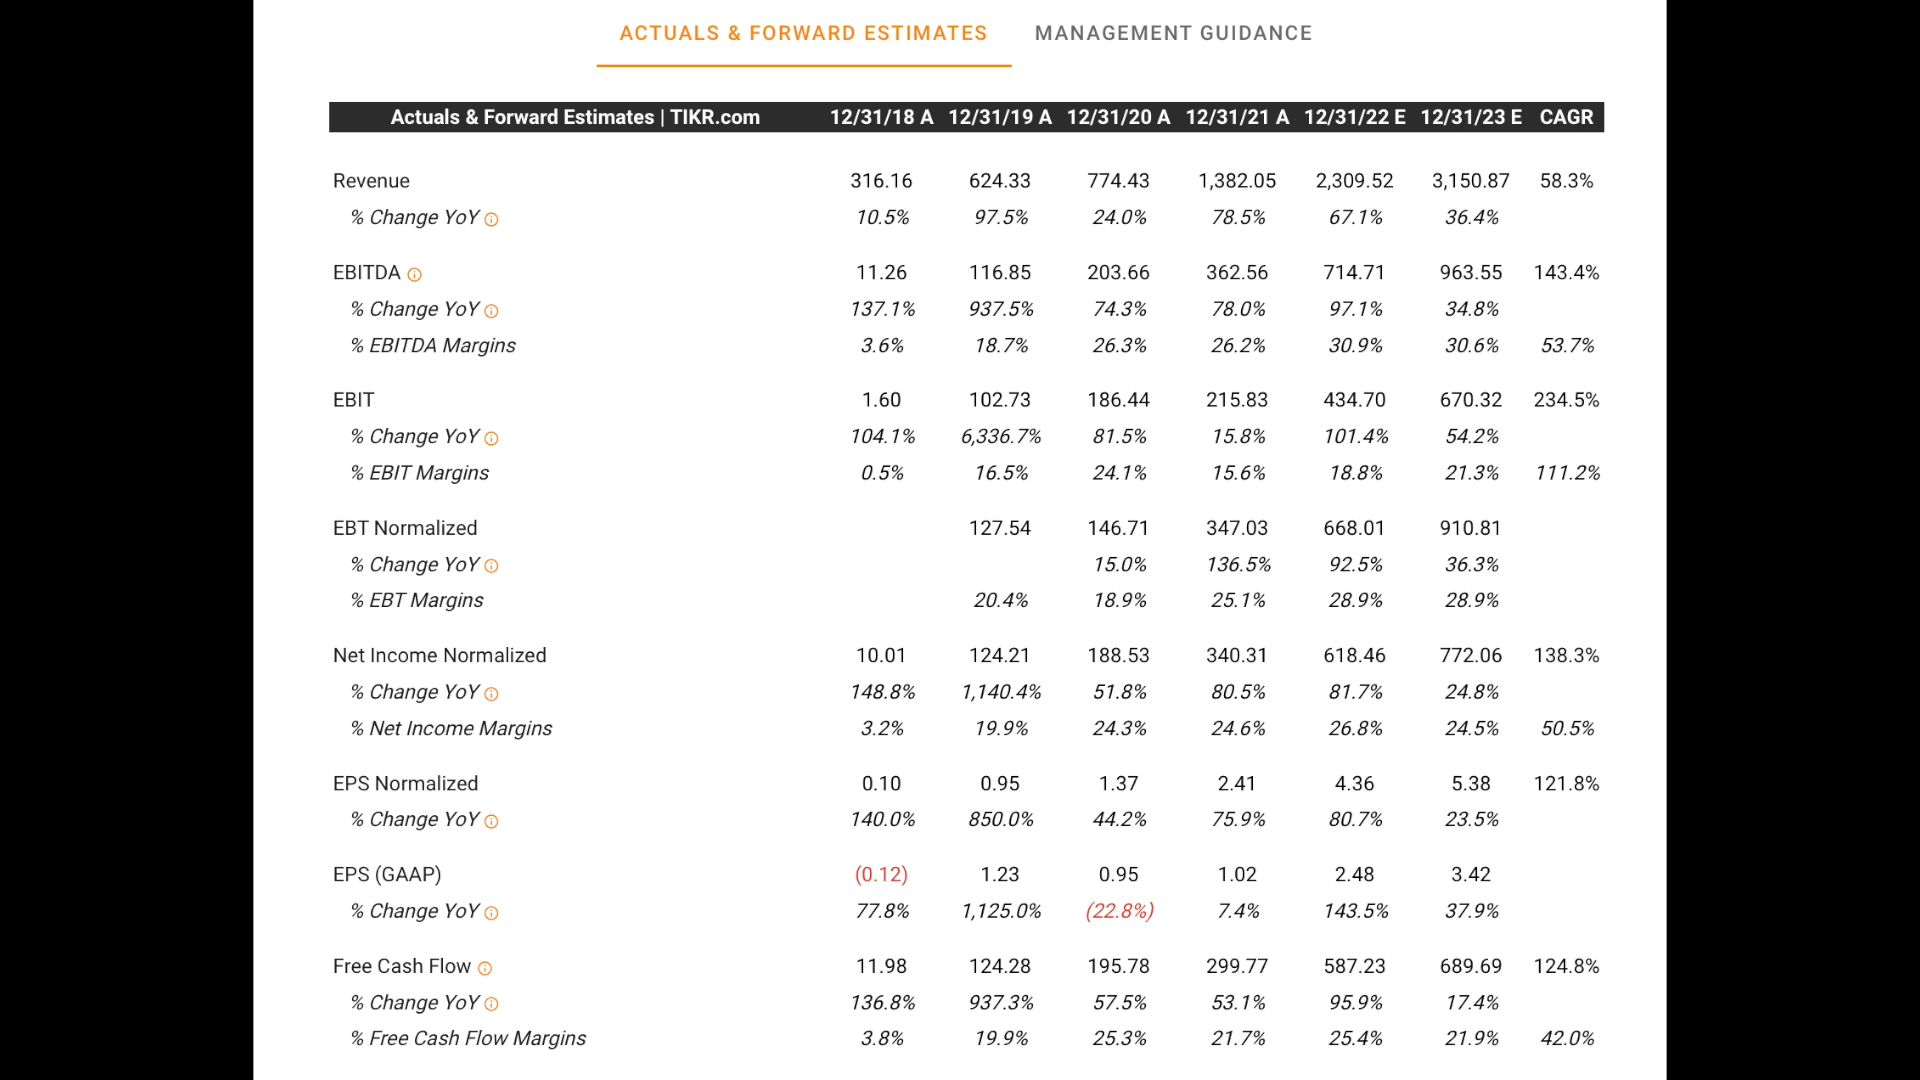 ACTUALS & FORWARD ESTIMATES MANAGEMENT GUIDANCE
Actuals & Forward Estimates | TIKR.com 12/31/18 A 12/31/19 A 12/31/20 A 12/31/21 A 12/31/22 E 12/31/23 E CAGR
Revenue 316.16 624.33 774.43 1,382.05 2,309.52 3,150.87 58.3%
% Change YoY 10.5% 97.5% 24.0% 78.5% 67.1% 36.4%
EBITDA 11.26 116.85 203.66 362.56 714.71 963.55 143.4%
% Change YoY 137.1% 937.5% 74.3% 78.0% 97.1% 34.8%
% EBITDA Margins 3.6% 18.7% 26.3% 26.2% 30.9% 30.6% 53.7%
EBIT 1.60 102.73 186.44 215.83 434.70 670.32 234.5%
% Change YoY 104.1% 6,336.7% 81.5% 15.8% 101.4% 54.2%
% EBIT Margins 0.5% 16.5% 24.1% 15.6% 18.8% 21.3% 111.2%
EBT Normalized 127.54 146.71 347.03 668.01 910.81
% Change YoY 15.0% 136.5% 92.5% 36.3%
% EBT Margins 20.4% 18.9% 25.1% 28.9% 28.9%
Net Income Normalized 10.01 124.21 188.53 340.31 618.46 772.06 138.3%
% Change YoY 148.8% 1,140.4% 51.8% 80.5% 81.7% 24.8%
% Net Income Margins 3.2% 19.9% 24.3% 24.6% 26.8% 24.5% 50.5%
EPS Normalized 0.10 0.95 1.37 2.41 4.36 5.38 121.8%
% Change YoY 140.0% 850.0% 44.2% 75.9% 80.7% 23.5%
EPS (GAAP) (0.12) 1.23 0.95 1.02 2.48 3.42
% Change YoY 77.8% 1,125.0% (22.8%) 7.4% 143.5% 37.9%
Free Cash Flow 11.98 124.28 195.78 299.77 587.23 689.69 124.8%
% Change YoY 136.8% 937.3% 57.5% 53.1% 95.9% 17.4%
% Free Cash Flow Margins 3.8% 19.9% 25.3% 21.7% 25.4% 21.9% 42.0%